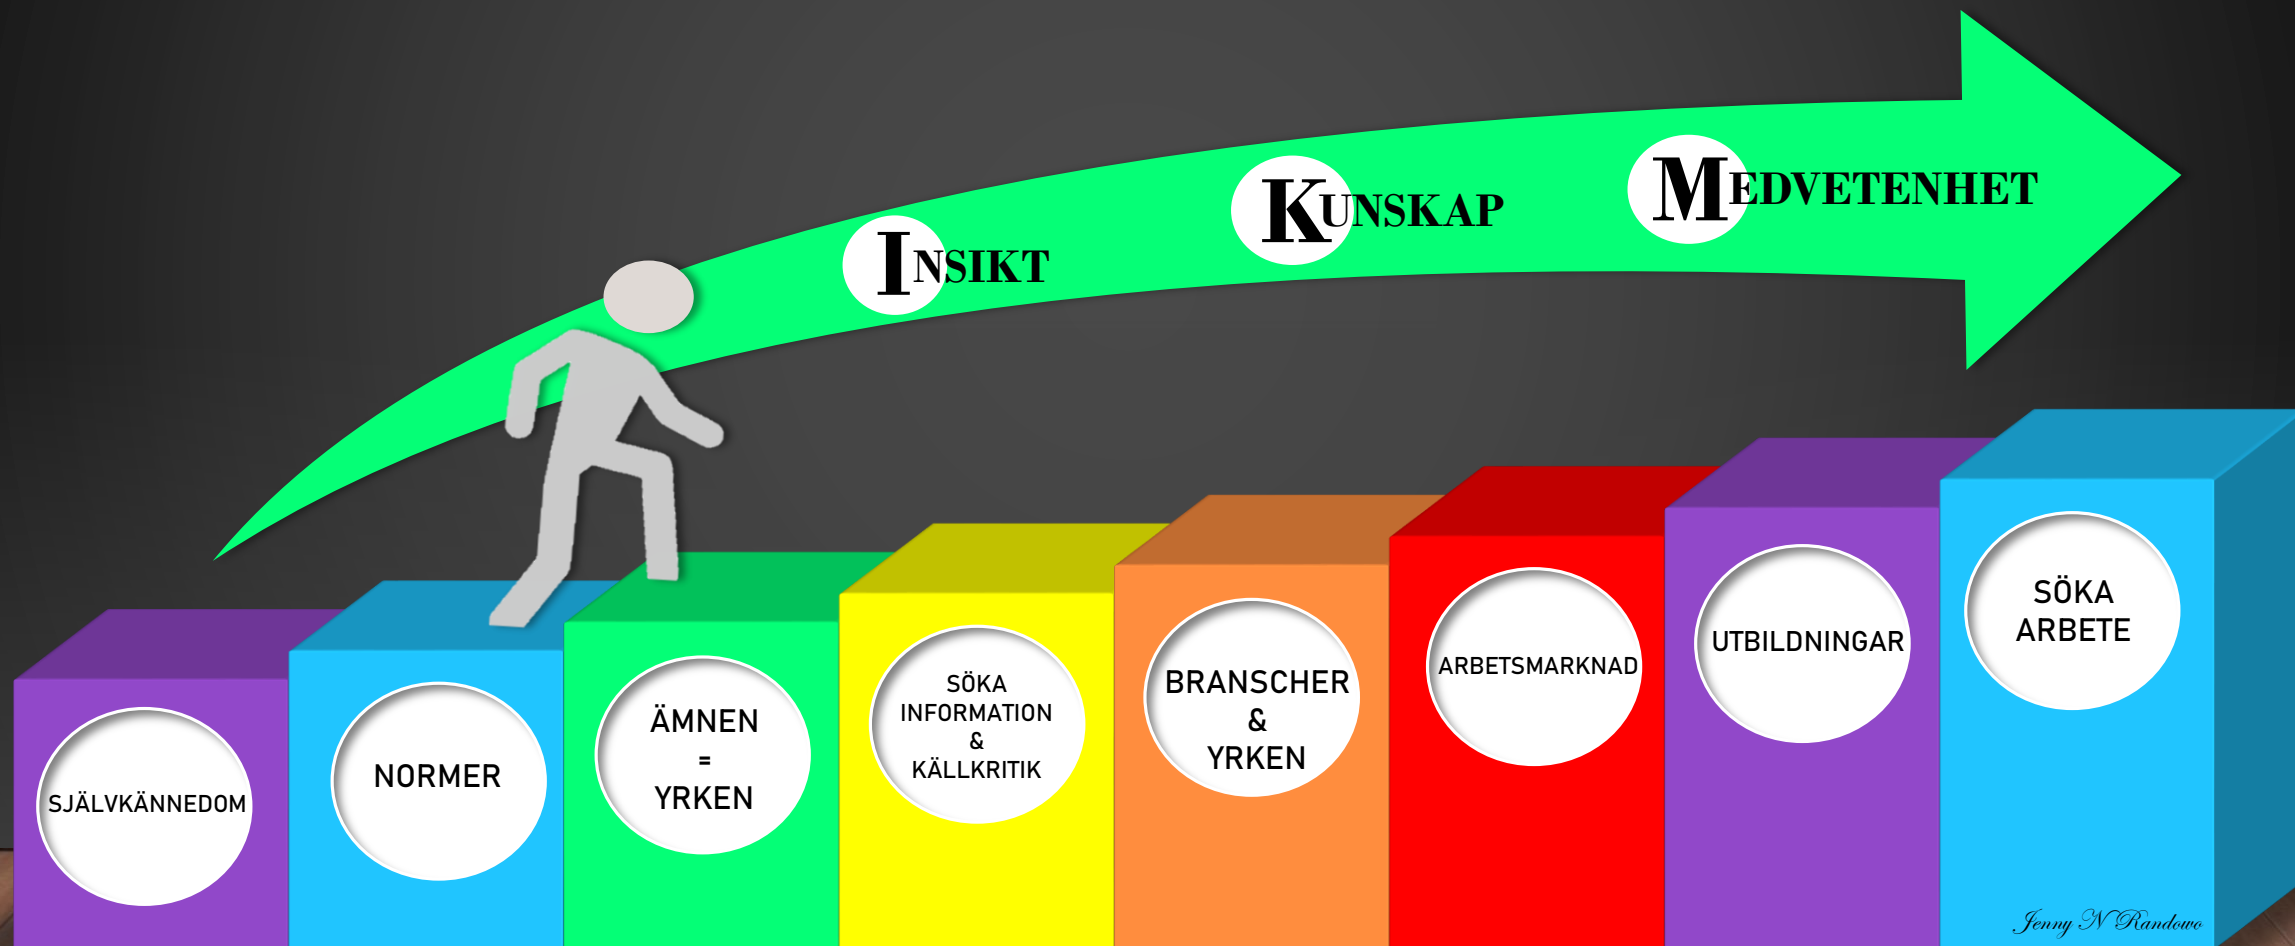 INSIKT
KUNSKAP
MEDVETENHET
SJÄLVKÄNNEDOM
NORMER
ÄMNEN
=
YRKEN
SÖKA
INFORMATION
&
KÄLLKRITIK
BRANSCHER
&
YRKEN
ARBETSMARKNAD
UTBILDNINGAR
SÖKA
ARBETE
Jenny N Randowo